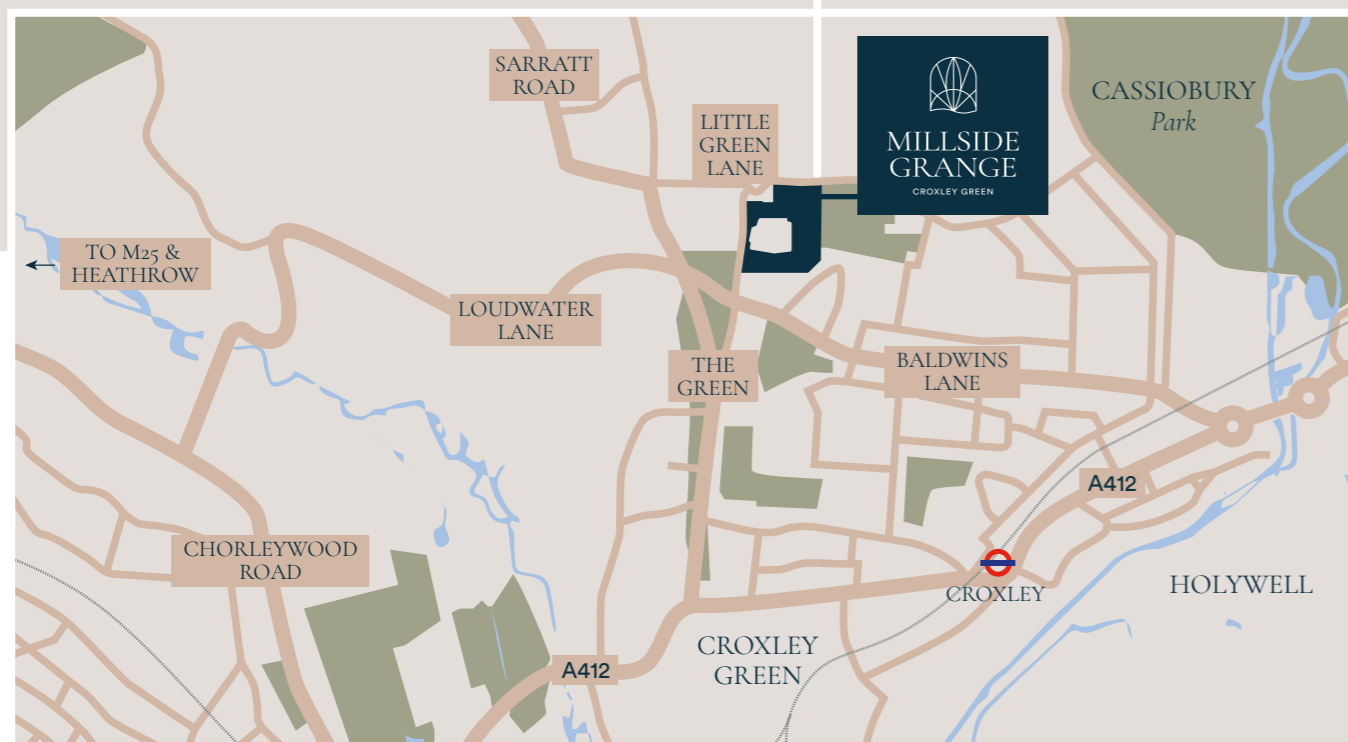 SARRATT
ROAD
LITTLE
GREEN
LANE
MILLSIDE
GRANGE
CROXLEY GREEN
CASSIOBURY
Park
TO M25 &
HEATHROW
LOUDWATER
LANE
THE
GREEN
BALDWINS
LANE
A412
CHORLEYWOOD
ROAD
CROXLEY
HOLYWELL
CROXLEY
GREEN
A412